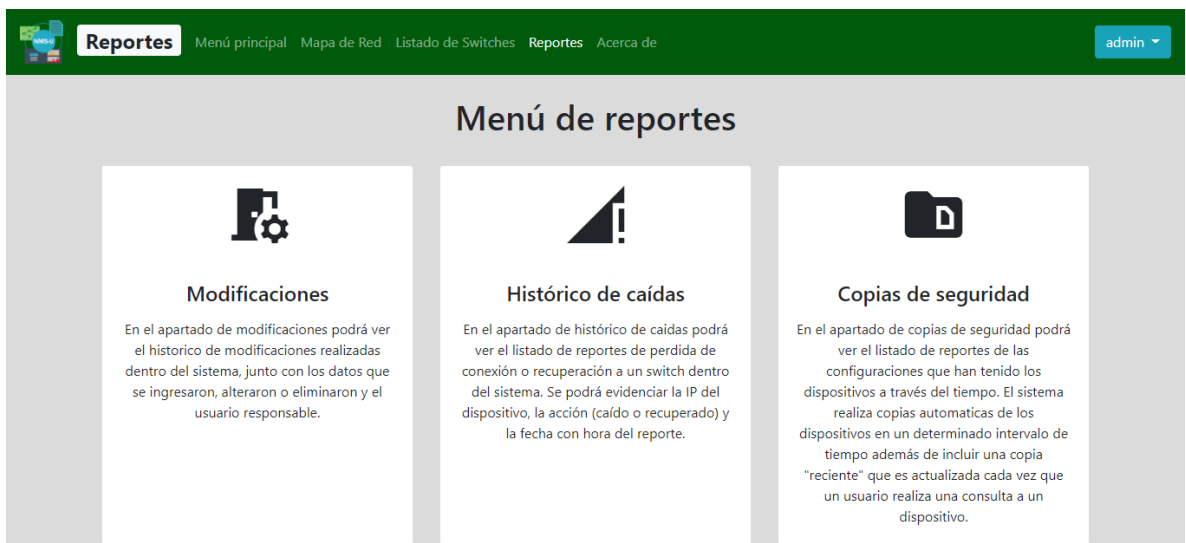 NMS-U
Reportes
Menú principal
Mapa de Red
Listado de Switches
Reportes
Acerca de
admin
Menú de reportes
Modificaciones
En el apartado de modificaciones podrá ver
el historico de modificaciones realizadas
dentro del sistema, junto con los datos que
se ingresaron, alteraron o eliminaron y el
usuario responsable.
Histórico de caídas
En el apartado de histórico de caidas podrá
ver el listado de reportes de perdida de
conexión o recuperación a un switch dentro
del sistema. Se podrá evidenciar la IP del
dispositivo, la acción (caído o recuperado) y
la fecha con hora del reporte.
Copias de seguridad
En el apartado de copias de seguridad podrá
ver el listado de reportes de las
configuraciones que han tenido los
dispositivos a través del tiempo. El sistema
realiza copias automaticas de los
dispositivos en un determinado intervalo de
tiempo además de incluir una copia
"reciente" que es actualizada cada vez que
un usuario realiza una consulta a un
dispositivo.